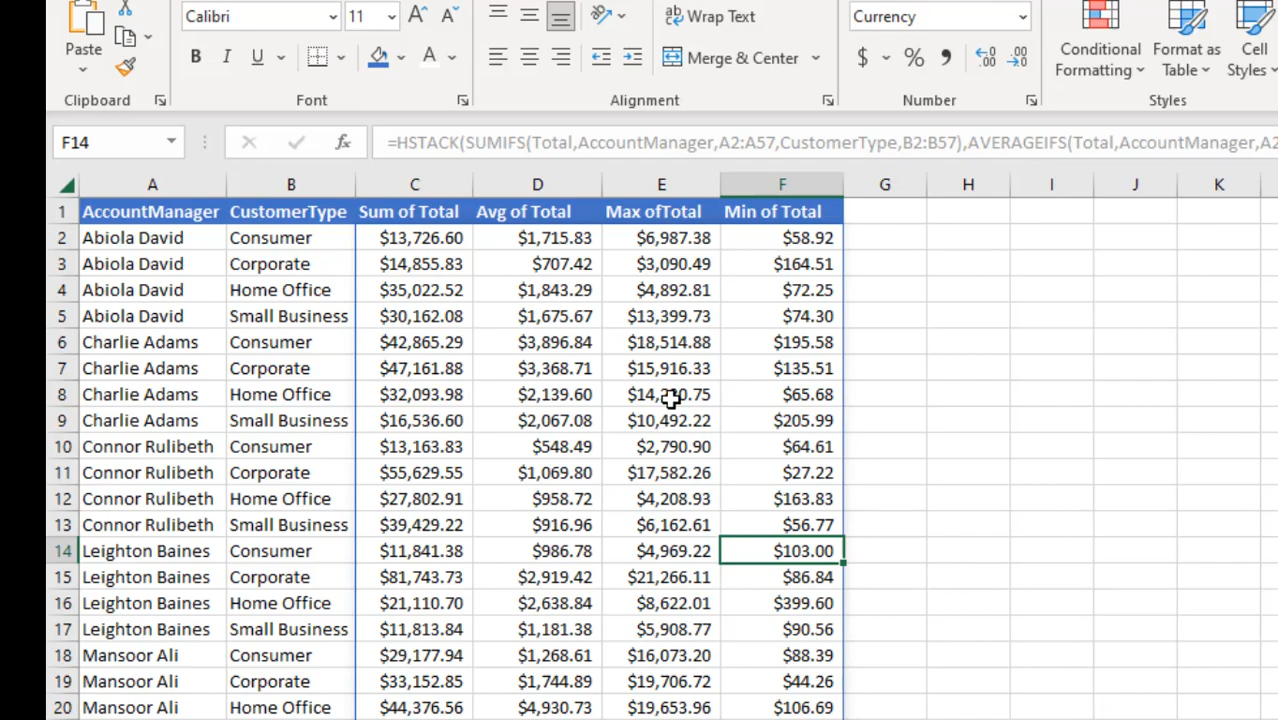 Calibri 11 Wrap Text Currency
Paste B I U A Merge & Center $ % Conditional Formatting Format as Table Cell Styles
Clipboard Font Alignment Number Styles
F14 fx =HSTACK(SUMIFS(Total,AccountManager,A2:A57,CustomerType,B2:B57),AVERAGEIFS(Total,AccountManager,A2
A B C D E F G H I J K
1 AccountManager CustomerType Sum of Total Avg of Total Max ofTotal Min of Total
2 Abiola David Consumer $13,726.60 $1,715.83 $6,987.38 $58.92
3 Abiola David Corporate $14,855.83 $707.42 $3,090.49 $164.51
4 Abiola David Home Office $35,022.52 $1,843.29 $4,892.81 $72.25
5 Abiola David Small Business $30,162.08 $1,675.67 $13,399.73 $74.30
6 Charlie Adams Consumer $42,865.29 $3,896.84 $18,514.88 $195.58
7 Charlie Adams Corporate $47,161.88 $3,368.71 $15,916.33 $135.51
8 Charlie Adams Home Office $32,093.98 $2,139.60 $65.68
9 Charlie Adams Small Business $16,536.60 $2,067.08 $10,492.22 $205.99
10 Connor Rulibeth Consumer $13,163.83 $548.49 $2,790.90 $64.61
11 Connor Rulibeth Corporate $55,629.55 $1,069.80 $17,582.26 $27.22
12 Connor Rulibeth Home Office $27,802.91 $958.72 $4,208.93 $163.83
13 Connor Rulibeth Small Business $39,429.22 $916.96 $6,162.61 $56.77
14 Leighton Baines Consumer $11,841.38 $986.78 $4,969.22 $103.00
15 Leighton Baines Corporate $81,743.73 $2,919.42 $21,266.11 $86.84
16 Leighton Baines Home Office $21,110.70 $2,638.84 $8,622.01 $399.60
17 Leighton Baines Small Business $11,813.84 $1,181.38 $5,908.77 $90.56
18 Mansoor Ali Consumer $29,177.94 $1,268.61 $16,073.20 $88.39
19 Mansoor Ali Corporate $33,152.85 $1,744.89 $19,706.72 $44.26
20 Mansoor Ali Home Office $44,376.56 $4,930.73 $19,653.96 $106.69